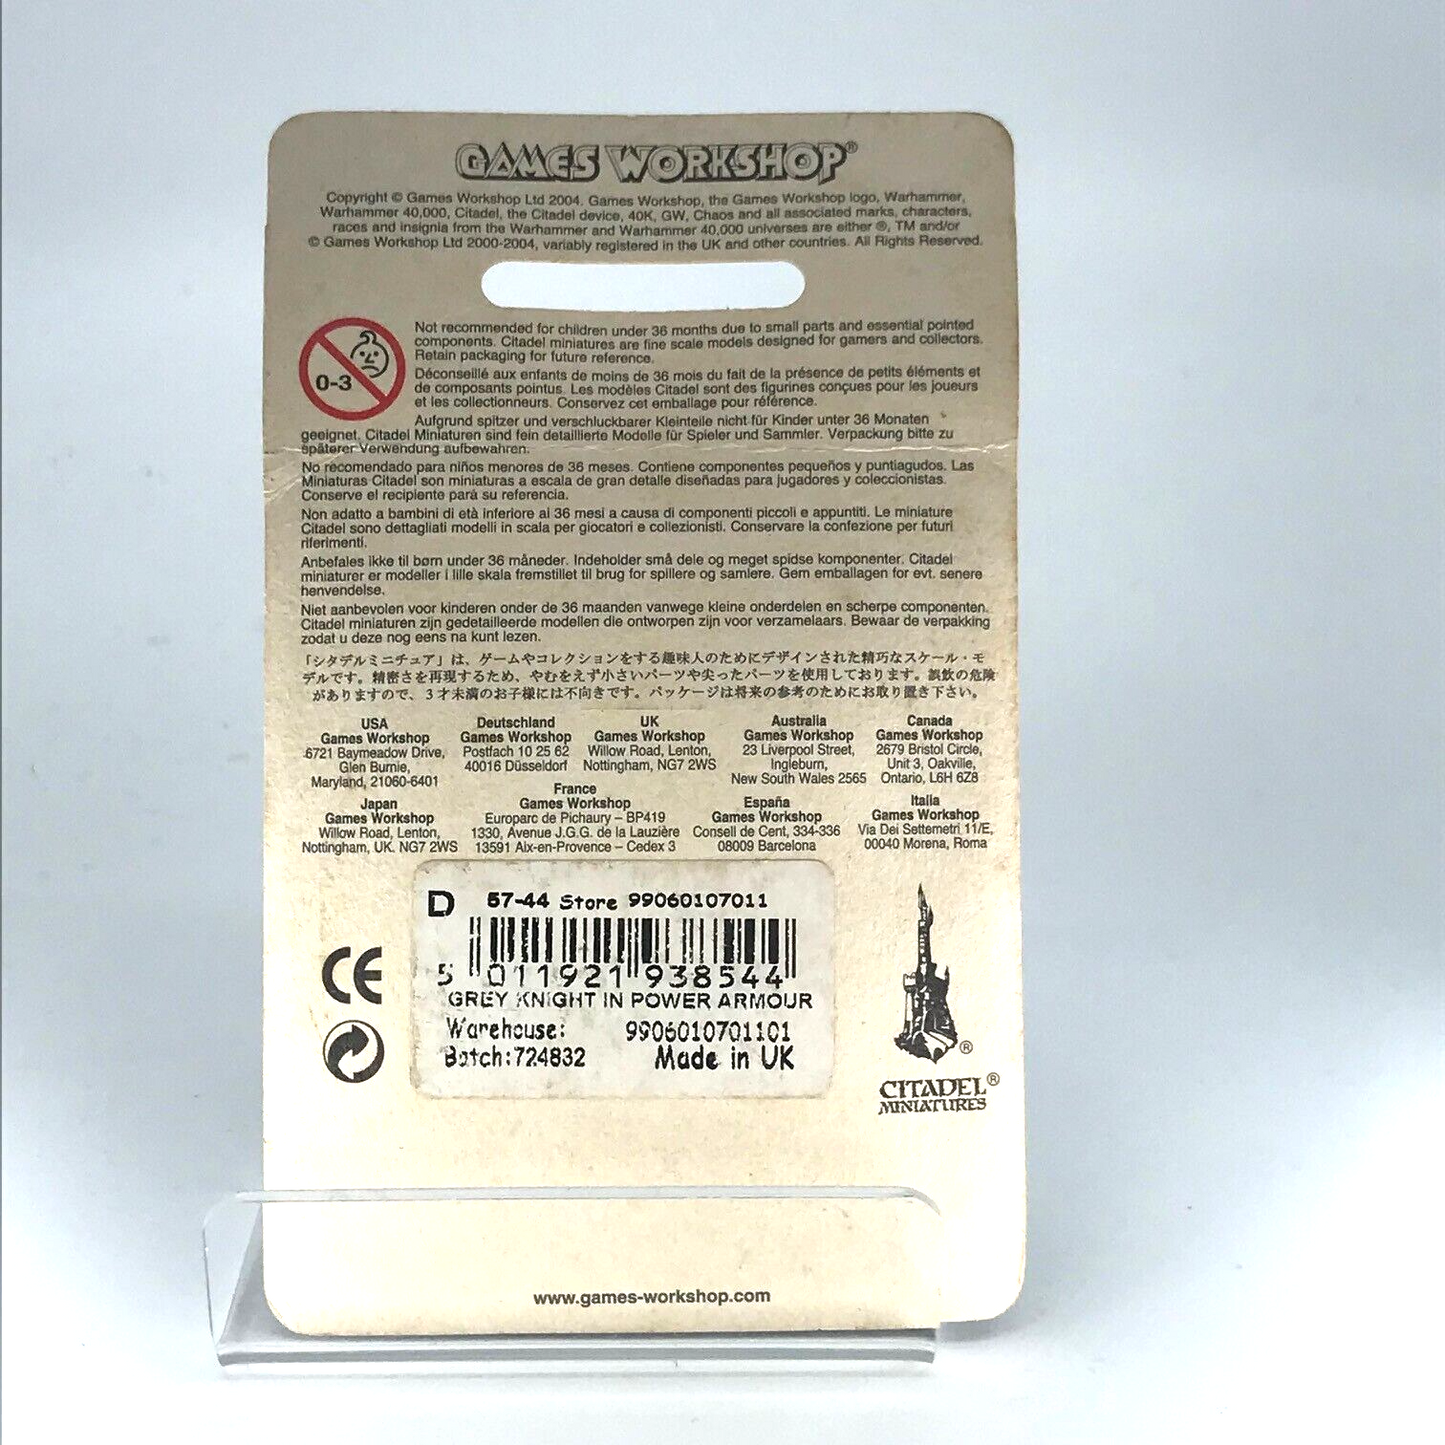 GAMES WORKSHOP®
Copyright © Games Workshop Ltd 2004. Games Workshop, the Games Workshop logo, Warhammer,
Warhammer 40,000, Citadel, the Citadel device, 40K, GW, Chaos and all associated marks, characters,
races and insignia from the Warhammer and Warhammer 40,000 universes are either ®, TM and/or
© Games Workshop Ltd 2000-2004, variably registered in the UK and other countries. All Rights Reserved.
0-3
Not recommended for children under 36 months due to small parts and essential pointed
components. Citadel miniatures are fine scale models designed for gamers and collectors.
Retain packaging for future reference.
Déconseillé aux enfants de moins de 36 mois du fait de la présence de petits éléments et
de composants pointus. Les modèles Citadel sont des figurines conçues pour les joueurs
et les collectionneurs. Conservez cet emballage pour référence.
Aufgrund spitzer und verschluckbarer Kleinteile nicht für Kinder unter 36 Monaten
geeignet. Citadel Miniaturen sind fein detaillierte Modelle für Spieler und Sammler. Verpackung bitte zu
späterer Verwendung aufbewahren.
No recomendado para niños menores de 36 meses. Contiene componentes pequeños y puntiagudos. Las
Miniaturas Citadel son miniaturas a escala de gran detalle diseñadas para jugadores y coleccionistas.
Conserve el recipiente para su referencia.
Non adatto a bambini di età inferiore ai 36 mesi a causa di componenti piccoli e appuntiti. Le miniature
Citadel sono dettagliati modelli in scala per giocatori e collezionisti. Conservare la confezione per futuri
riferimenti.
Anbefales ikke til børn under 36 måneder. Indeholder små dele og meget spidse komponenter. Citadel
miniaturer er modeller i lille skala fremstillet til brug for spillere og samlere. Gem emballagen for evt. senere
henvendelse.
Niet aanbevolen voor kinderen onder de 36 maanden vanwege kleine onderdelen en scherpe componenten.
Citadel miniaturen zijn gedetailleerde modellen die ontworpen zijn voor verzamelaars. Bewaar de verpakking
zodat u deze nog eens na kunt lezen.
「シタデルミニチュア」は、ゲームやコレクションをする趣味人のためにデザインされた精巧なスケール・モ
デルです。精密さを再現するため、やむをえず小さいパーツや尖ったパーツを使用しております。誤飲の危険
がありますので、3才未満のお子様には不向きです。パッケージは将来の参考のためにお取り置き下さい。
USA
Games Workshop
6721 Baymeadow Drive,
Glen Burnie,
Maryland, 21060-6401
Deutschland
Games Workshop
Postfach 10 25 62
40016 Düsseldorf
UK
Games Workshop
Willow Road, Lenton,
Nottingham, NG7 2WS
Australia
Games Workshop
23 Liverpool Street,
Ingleburn,
New South Wales 2565
Canada
Games Workshop
2679 Bristol Circle,
Unit 3, Oakville,
Ontario, L6H 6Z8
Japan
Games Workshop
Willow Road, Lenton,
Nottingham, UK. NG7 2WS
France
Games Workshop
Europarc de Pichaury – BP419
1330, Avenue J.G.G. de la Lauzière
13591 Aix-en-Provence – Cedex 3
España
Games Workshop
Consell de Cent, 334-336
08009 Barcelona
Italia
Games Workshop
Via Dei Settemetri 11/E,
00040 Morena, Roma
D 57-44 Store 99060107011
5 011921 938544
GREY KNIGHT IN POWER ARMOUR
Warehouse: 9906010701101
Batch:724832 Made in UK
CE
®
CITADEL®
MINIATURES
www.games-workshop.com